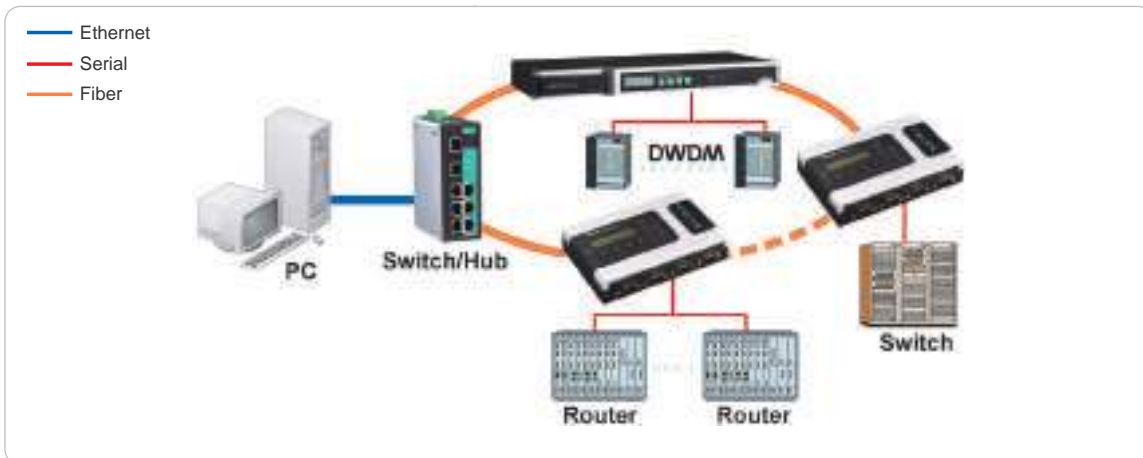 Ethernet
Serial
Fiber
DWDM
PC
Switch/Hub
Switch
Router
Router